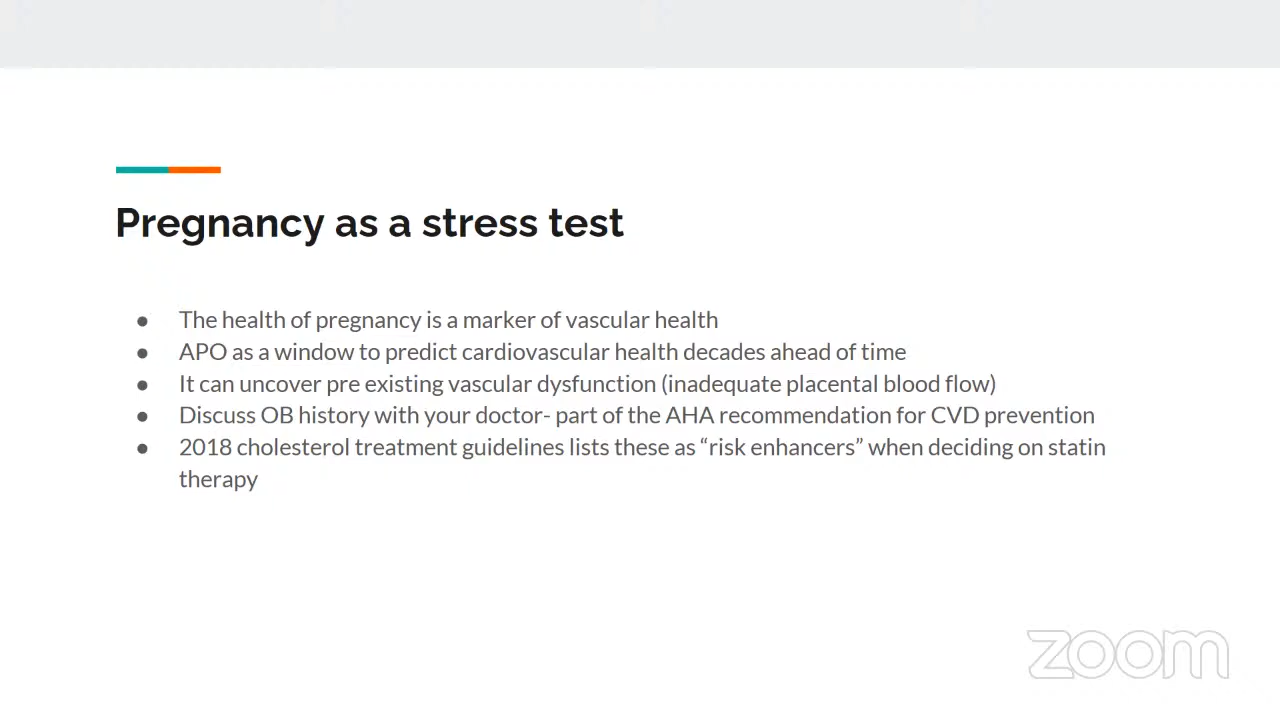 Pregnancy as a stress test
● The health of pregnancy is a marker of vascular health
● APO as a window to predict cardiovascular health decades ahead of time
● It can uncover pre existing vascular dysfunction (inadequate placental blood flow)
● Discuss OB history with your doctor- part of the AHA recommendation for CVD prevention
● 2018 cholesterol treatment guidelines lists these as “risk enhancers” when deciding on statin
therapy
zoom